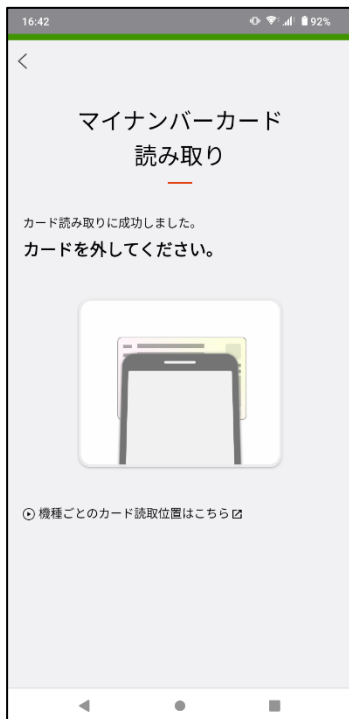 16:42 92%
マイナンバーカード
読み取り
カード読み取りに成功しました。
カードを外してください。
機種ごとのカード読取位置はこちら